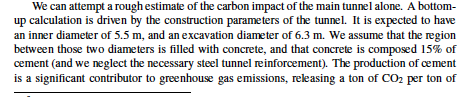 We can attempt a rough estimate of the carbon impact of the main tunnel alone. A bottom-
up calculation is driven by the construction parameters of the tunnel. It is expected to have
an inner diameter of 5.5 m, and an excavation diameter of 6.3 m. We assume that the region
between those two diameters is filled with concrete, and that concrete is composed 15% of
cement (and we neglect the necessary steel tunnel reinforcement). The production of cement
is a significant contributor to greenhouse gas emissions, releasing a ton of CO₂ per ton of